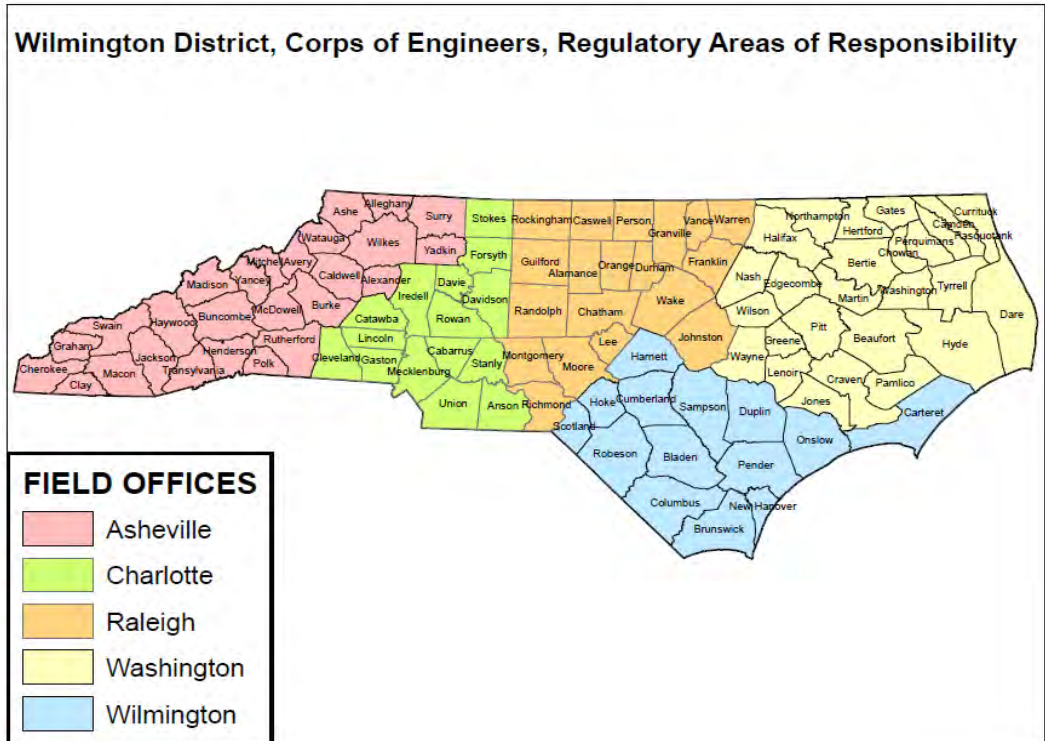 Wilmington District, Corps of Engineers, Regulatory Areas of Responsibility
Ashe
Alleghany
Surry
Stokes
Rockingham
Caswell
Person
Vance
Warren
Granville
Northampton
Gates
Currituck
Camden
Pasquotank
Hertford
Perquimans
Chowan
Halifax
Watauga
Wilkes
Yadkin
Forsyth
Guilford
Alamance
Orange
Durham
Franklin
Nash
Edgecombe
Bertie
Martin
Washington
Tyrrell
Dare
Mitchell
Avery
Caldwell
Alexander
Iredell
Davie
Davidson
Madison
Yancey
McDowell
Burke
Catawba
Rowan
Randolph
Chatham
Wake
Wilson
Pitt
Beaufort
Hyde
Swain
Haywood
Buncombe
Rutherford
Lincoln
Cleveland
Gaston
Cabarrus
Stanly
Mecklenburg
Montgomery
Moore
Lee
Harnett
Johnston
Wayne
Greene
Lenoir
Craven
Pamlico
Graham
Cherokee
Clay
Macon
Jackson
Transylvania
Henderson
Polk
Union
Anson
Richmond
Hoke
Scotland
Cumberland
Sampson
Duplin
Jones
Onslow
Carteret
Robeson
Bladen
Pender
Columbus
New Hanover
Brunswick
FIELD OFFICES
Asheville
Charlotte
Raleigh
Washington
Wilmington